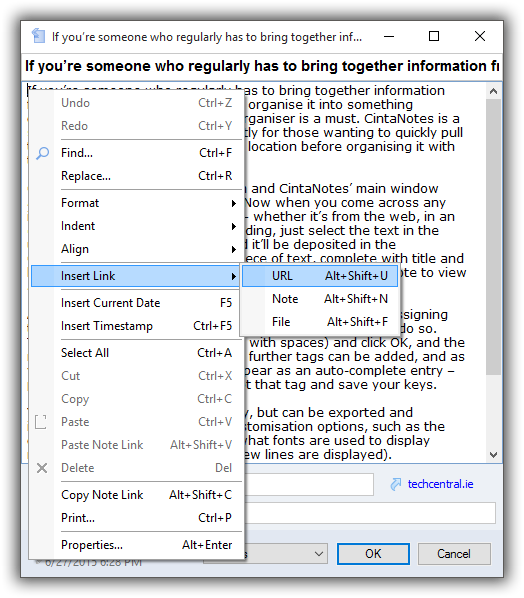 If you're someone who regularly has to bring together inf...
If you're someone who regularly has to bring together information fr
If you're someone who regularly has to bring together information
organise it into something
organiser is a must. CintaNotes is a
for those wanting to quickly pull
location before organising it with
and CintaNotes' main window
Now when you come across any
– whether it's from the web, in an
just select the text in the
it'll be deposited in the
of text, complete with title and
to view
do so.
with spaces) and click OK, and the
further tags can be added, and as
as an auto-complete entry –
that tag and save your keys.
but can be exported and
options, such as the
what fonts are used to display
lines are displayed).
Undo Ctrl+Z
Redo Ctrl+Y
Find... Ctrl+F
Replace... Ctrl+R
Format
Indent
Align
Insert Link
Insert Current Date F5
Insert Timestamp Ctrl+F5
Select All Ctrl+A
Cut Ctrl+X
Copy Ctrl+C
Paste Ctrl+V
Paste Note Link Alt+Shift+V
Delete Del
Copy Note Link Alt+Shift+C
Print... Ctrl+P
Properties... Alt+Enter
URL Alt+Shift+U
Note Alt+Shift+N
File Alt+Shift+F
techcentral.ie
6/27/2015 6:28 PM
OK
Cancel